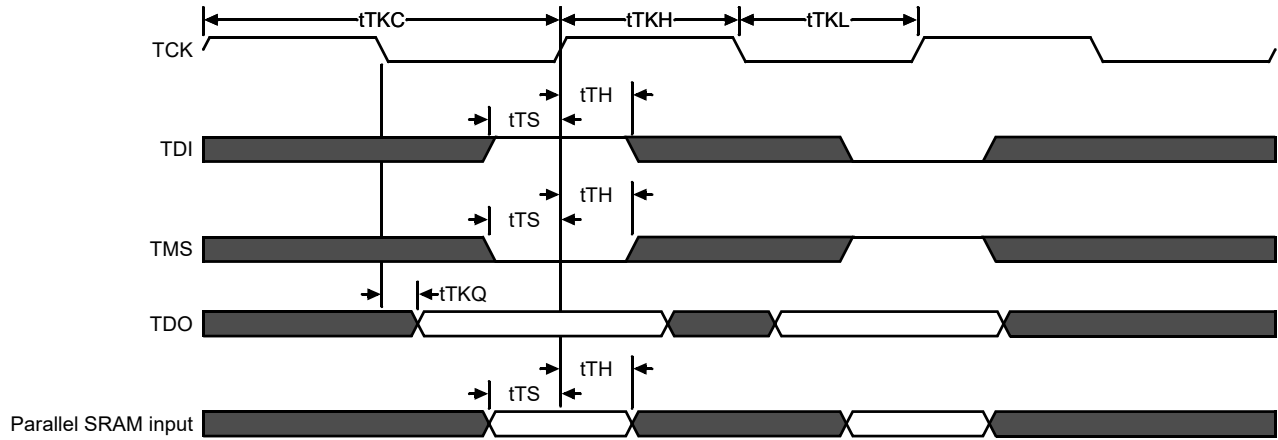 tTKC tTKH tTKL
TCK
tTH
tTS
TDI
tTH
tTS
TMS
tTKQ
TDO
tTH
tTS
Parallel SRAM input